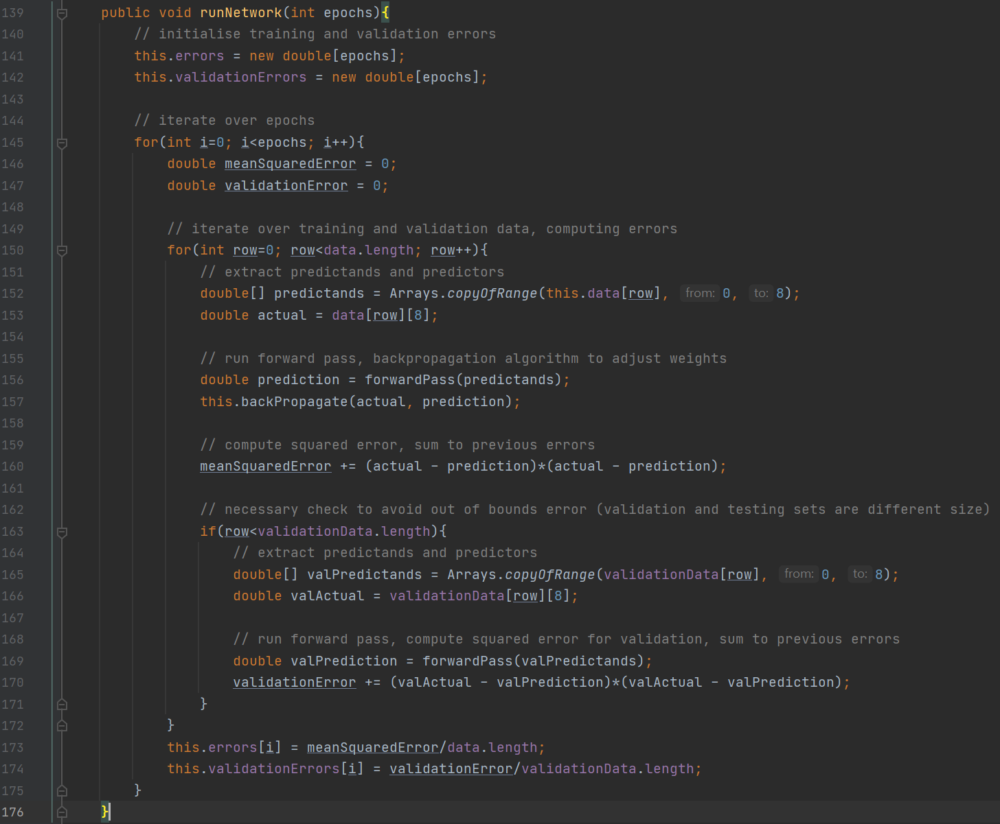 139 public void runNetwork(int epochs){
140 // initialise training and validation errors
141 this.errors = new double[epochs];
142 this.validationErrors = new double[epochs];
143
144 // iterate over epochs
145 for(int i=0; i<epochs; i++){
146 double meanSquaredError = 0;
147 double validationError = 0;
148
149 // iterate over training and validation data, computing errors
150 for(int row=0; row<data.length; row++){
151 // extract predictands and predictors
152 double[] predictands = Arrays.copyOfRange(this.data[row], from: 0, to: 8);
153 double actual = data[row][8];
154
155 // run forward pass, backpropagation algorithm to adjust weights
156 double prediction = forwardPass(predictands);
157 this.backPropagate(actual, prediction);
158
159 // compute squared error, sum to previous errors
160 meanSquaredError += (actual - prediction)*(actual - prediction);
161
162 // necessary check to avoid out of bounds error (validation and testing sets are different size)
163 if(row<validationData.length){
164 // extract predictands and predictors
165 double[] valPredictands = Arrays.copyOfRange(validationData[row], from: 0, to: 8);
166 double valActual = validationData[row][8];
167
168 // run forward pass, compute squared error for validation, sum to previous errors
169 double valPrediction = forwardPass(valPredictands);
170 validationError += (valActual - valPrediction)*(valActual - valPrediction);
171 }
172 }
173 this.errors[i] = meanSquaredError/data.length;
174 this.validationErrors[i] = validationError/validationData.length;
175 }
176 }